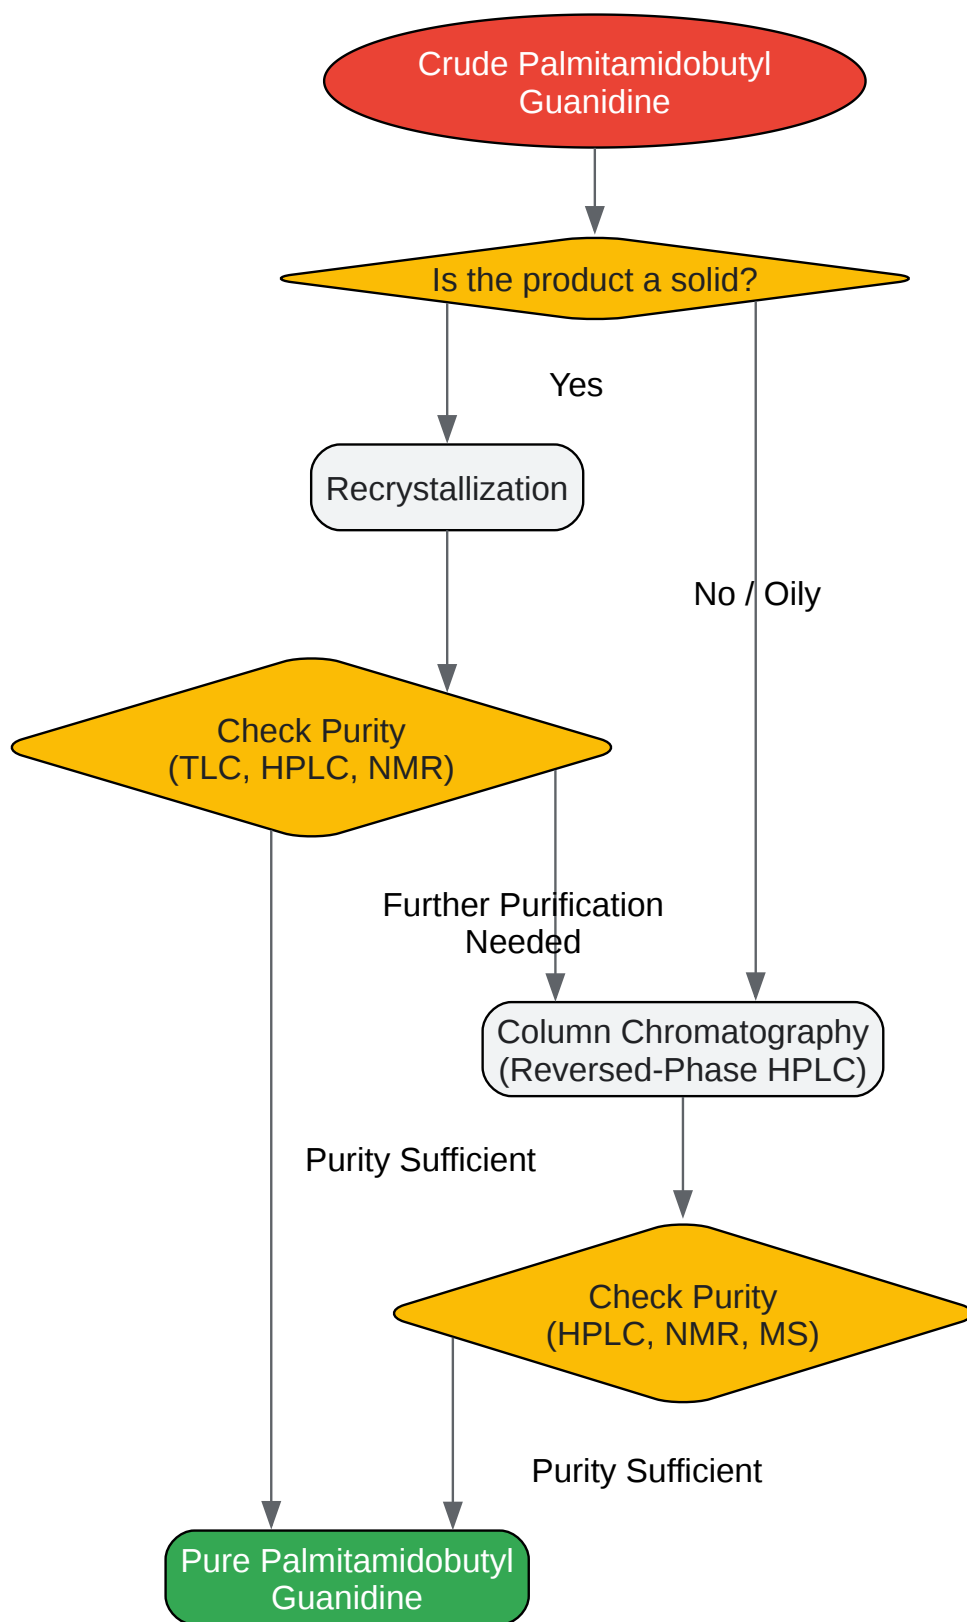 Crude Palmitamidobutyl
Guanidine
Is the product a solid?
Yes
Recrystallization
No / Oily
Check Purity
(TLC, HPLC, NMR)
Further Purification
Needed
Column Chromatography
(Reversed-Phase HPLC)
Purity Sufficient
Check Purity
(HPLC, NMR, MS)
Purity Sufficient
Pure Palmitamidobutyl
Guanidine